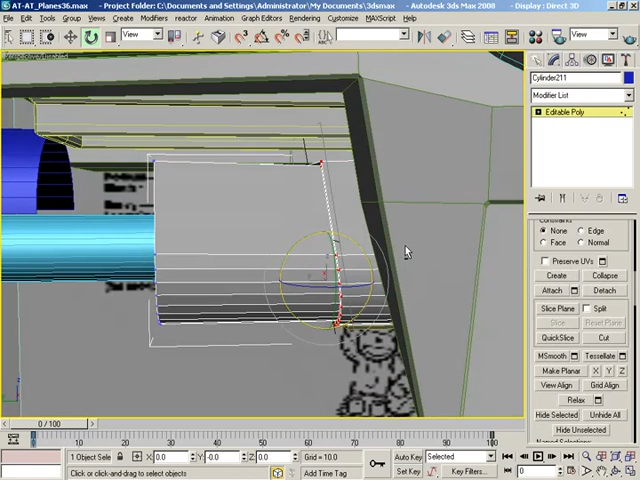 AT-AT_Planes36.max - Project Folder: C:\Documents and Settings\Administrator\My Documents\3dsmax - Autodesk 3ds Max 2008 - Display : Direct 3D
File Edit Tools Group Views Create Modifiers reactor Animation Graph Editors Rendering Customize MAXScript Help
View
View
Cylinder211
Modifier List
Editable Poly
Constraints
None Edge
Face Normal
Preserve UVs
Create Collapse
Attach Detach
Slice Plane Split
Slice Reset Plane
QuickSlice Cut
MSmooth Tessellate
Make Planar X Y Z
View Align Grid Align
Relax
Hide Selected Unhide All
Hide Unselected
0 / 100
0 10 20 30 40 50 60 70 80 90 100
1 Object Sele X: 0.0 Y: -0.0 Z: 0.0 Grid = 10.0 Auto Key Selected
Click or click-and-drag to select objects Add Time Tag Set Key Key Filters... 0